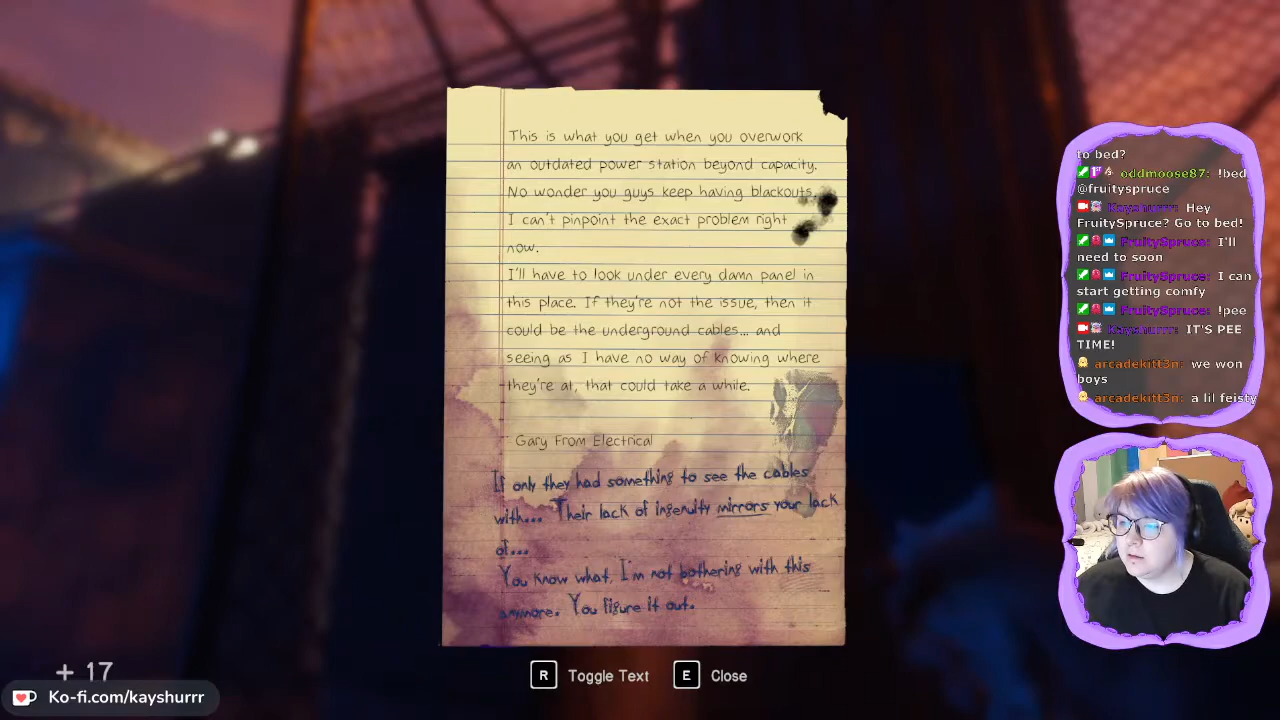 This is what you get when you overwork
an outdated power station beyond capacity.
No wonder you guys keep having blackouts.
I can't pinpoint the exact problem right
now.
I'll have to look under every damn panel in
this place. If they're not the issue, then it
could be the underground cables... and
seeing as I have no way of knowing where
they're at, that could take a while.
Gary From Electrical
If only they had something to see the cables
with... Their lack of ingenuity mirrors your lack
of...
You know what, I'm not bothering with this
anymore. You figure it out.
R Toggle Text E Close
+ 17
Ko-fi.com/kayshurrr
to bed?
oddmoose87: !bed
@fruityspruce
Kayshurrr: Hey
FruitySpruce? Go to bed!
FruitySpruce: I'll
need to soon
FruitySpruce: I can
start getting comfy
FruitySpruce: !pee
Kayshurrr: IT'S PEE
TIME!
arcadekitt3n: we won
boys
arcadekitt3n: a lil feisty